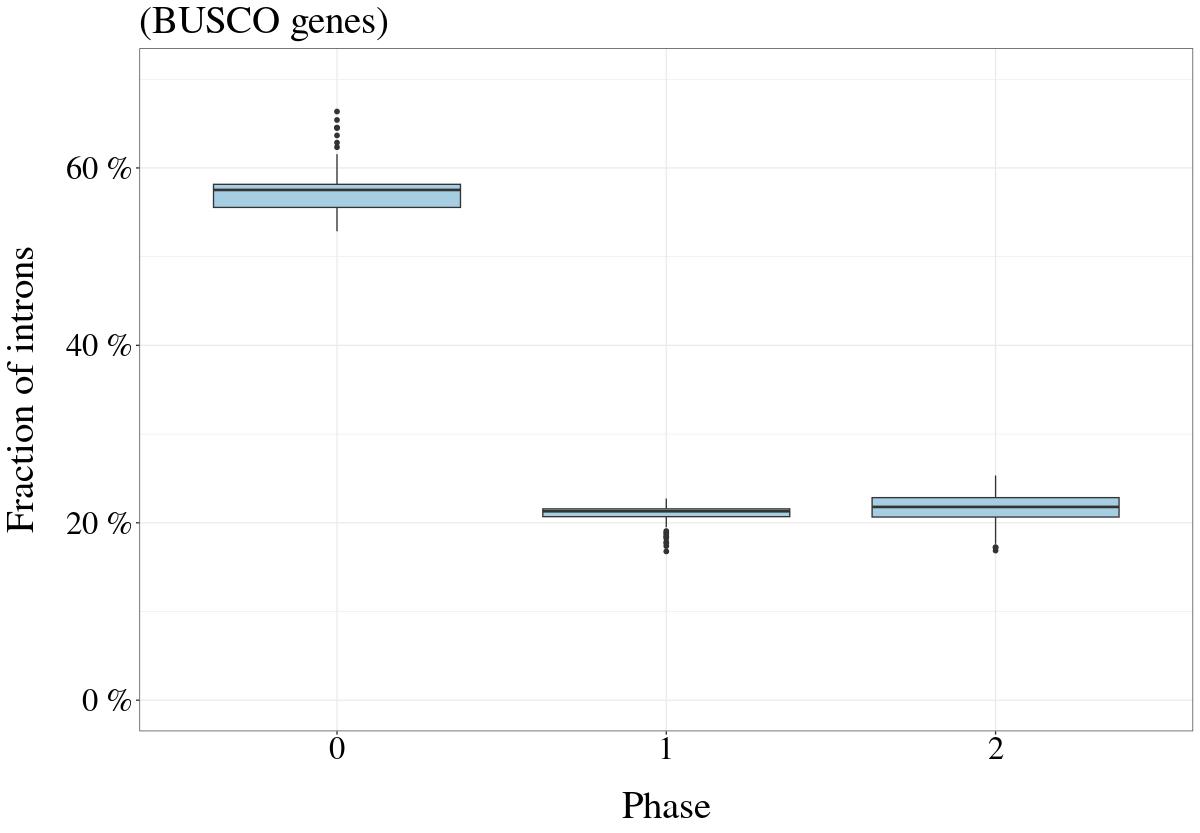 (BUSCO genes)
Fraction of introns
60 %
40 %
20 %
0 %
0
1
2
Phase